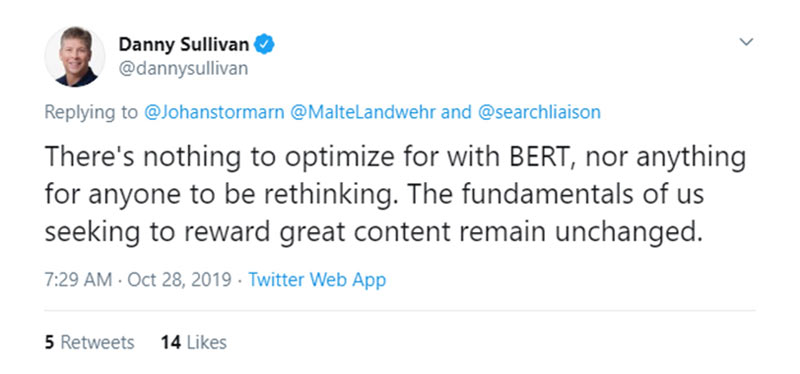 Danny Sullivan
@dannysullivan
Replying to @Johanstormarn @MalteLandwehr and @searchliaison
There's nothing to optimize for with BERT, nor anything
for anyone to be rethinking. The fundamentals of us
seeking to reward great content remain unchanged.
7:29 AM · Oct 28, 2019 · Twitter Web App
5 Retweets 14 Likes